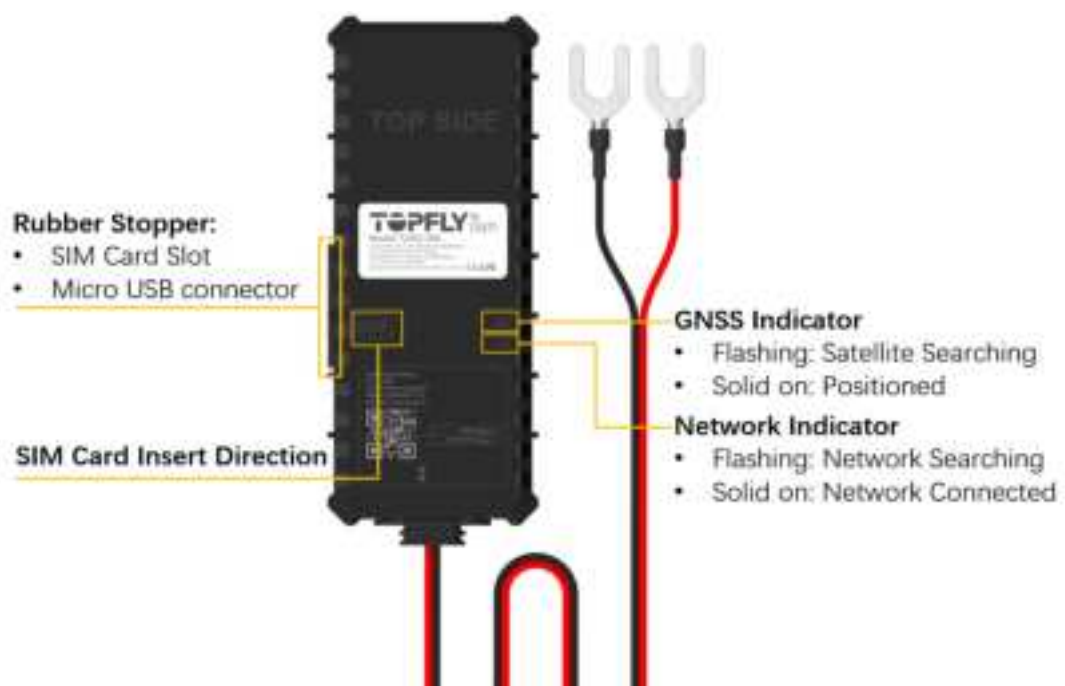 TOP SIDE
TOPFLY
tech
Rubber Stopper:
• SIM Card Slot
• Micro USB connector
GNSS Indicator
• Flashing: Satellite Searching
• Solid on: Positioned
Network Indicator
• Flashing: Network Searching
• Solid on: Network Connected
SIM Card Insert Direction